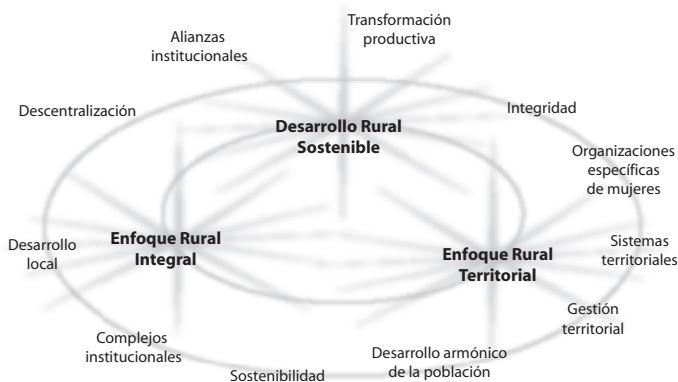 Transformación
productiva
Alianzas
institucionales
Descentralización
Integridad
Desarrollo Rural
Sostenible
Organizaciones
específicas
de mujeres
Enfoque Rural
Integral
Desarrollo
local
Enfoque Rural
Territorial
Sistemas
territoriales
Gestión
territorial
Complejos
institucionales
Sostenibilidad
Desarrollo armónico
de la población